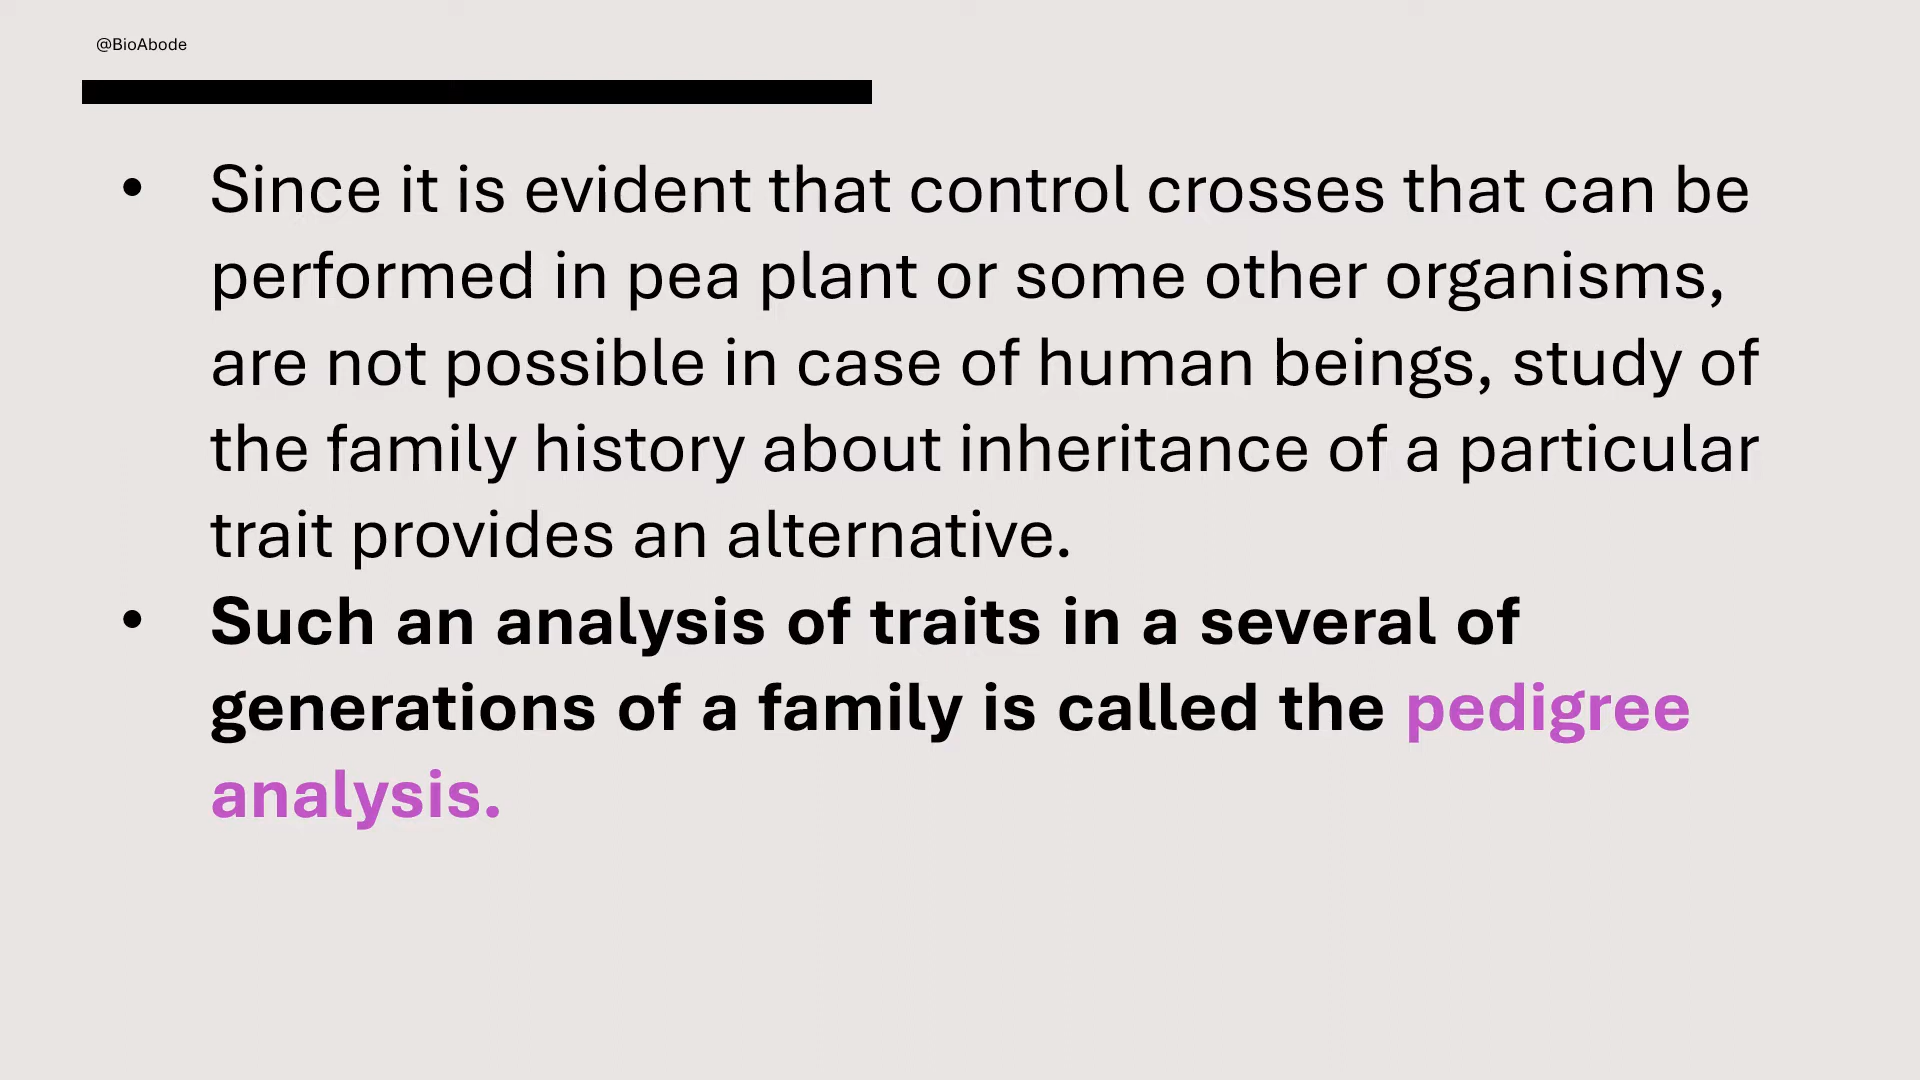 @BioAbode
• Since it is evident that control crosses that can be
performed in pea plant or some other organisms,
are not possible in case of human beings, study of
the family history about inheritance of a particular
trait provides an alternative.
• Such an analysis of traits in a several of
generations of a family is called the pedigree
analysis.